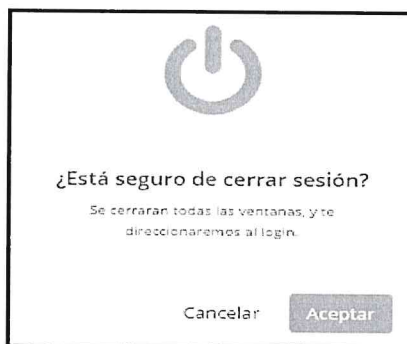 ¿Está seguro de cerrar sesión?
Se cerraran todas las ventanas, y te
direccionaremos al login.
Cancelar
Aceptar